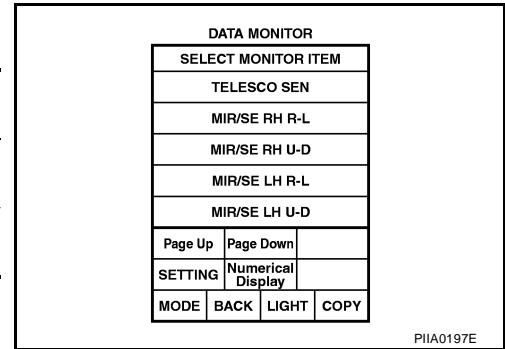 DATA MONITOR
SELECT MONITOR ITEM
TELESCO SEN
MIR/SE RH R-L
MIR/SE RH U-D
MIR/SE LH R-L
MIR/SE LH U-D
Page Up Page Down
SETTING Numerical Display
MODE BACK LIGHT COPY
PIIA0197E